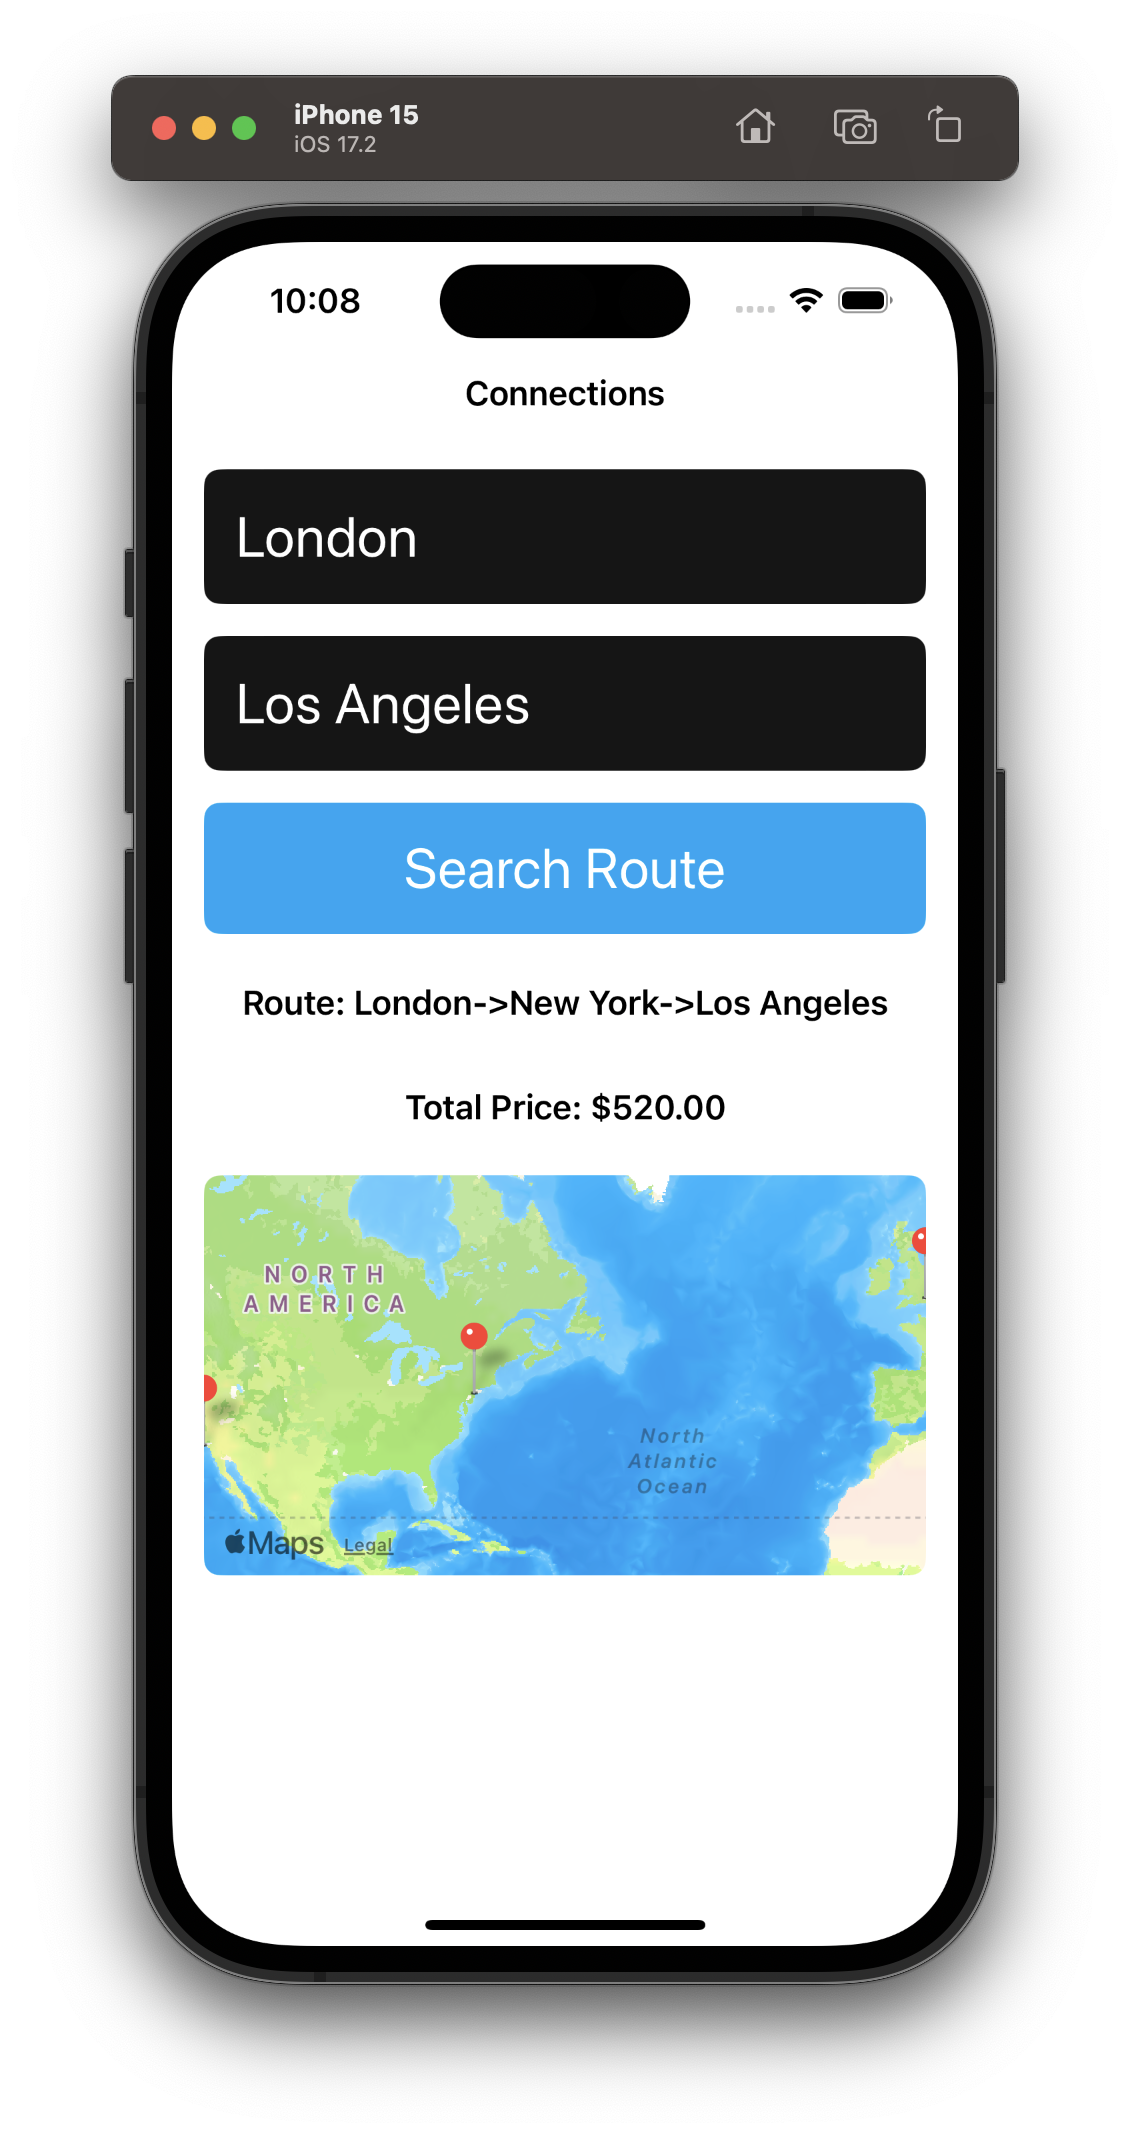 iPhone 15
iOS 17.2
10:08
Connections
London
Los Angeles
Search Route
Route: London->New York->Los Angeles
Total Price: $520.00
NORTH
AMERICA
North
Atlantic
Ocean
Maps Legal